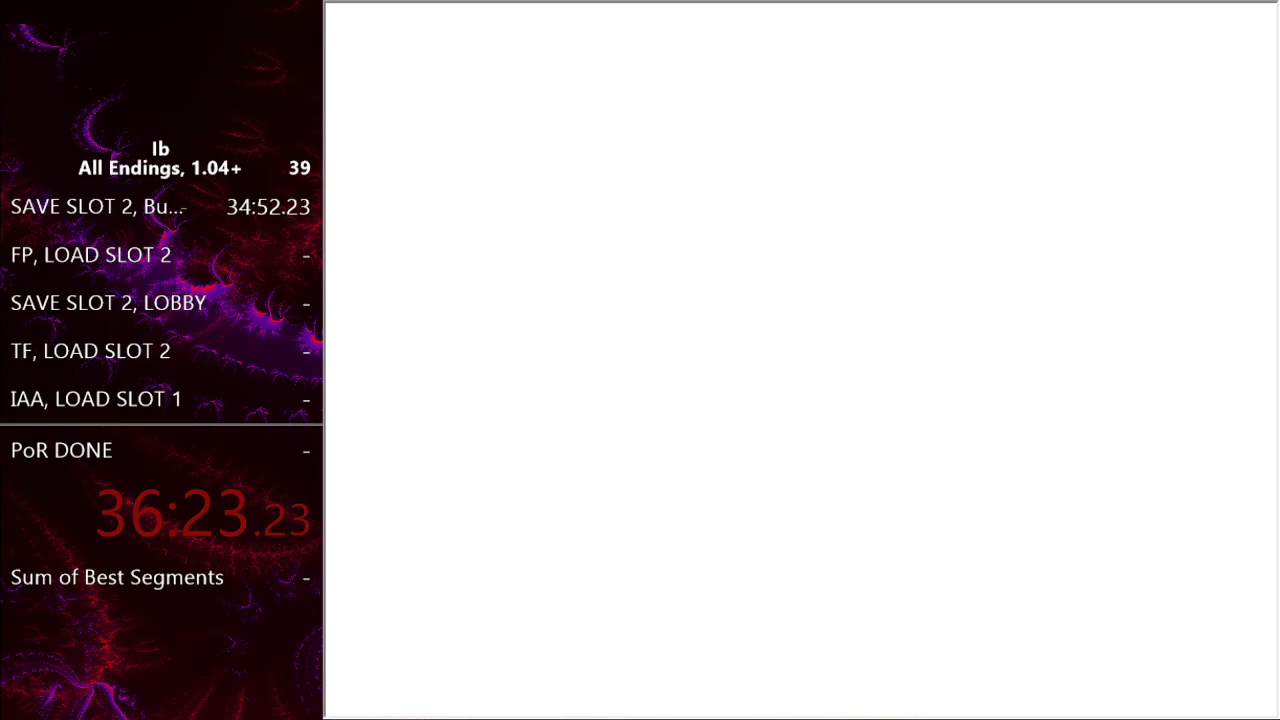 Ib
All Endings, 1.04+ 39
SAVE SLOT 2, Bu...- 34:52.23
FP, LOAD SLOT 2 -
SAVE SLOT 2, LOBBY -
TF, LOAD SLOT 2 -
IAA, LOAD SLOT 1 -
PoR DONE -
36:23.23
Sum of Best Segments -